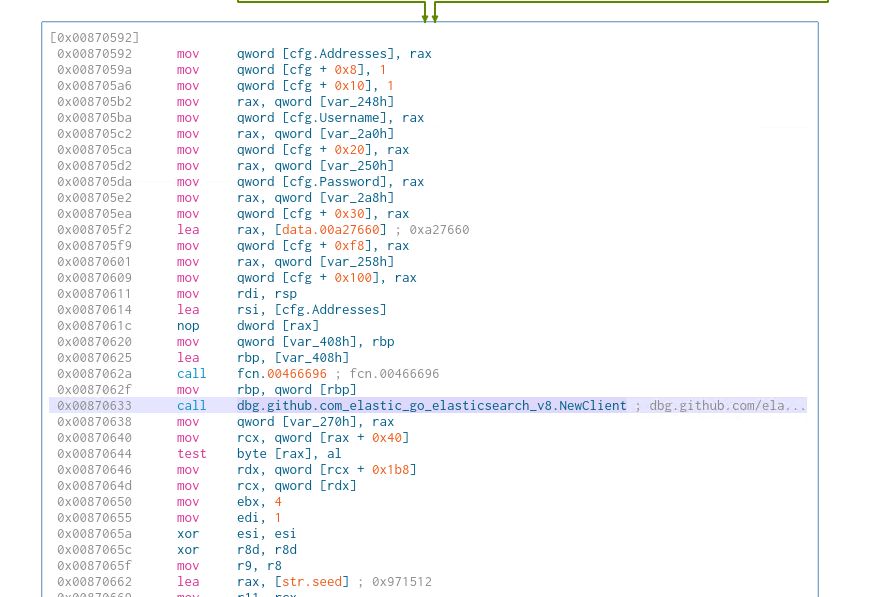 [0x00870592]
0x00870592 mov qword [cfg.Addresses], rax
0x0087059a mov qword [cfg + 0x8], 1
0x008705a6 mov qword [cfg + 0x10], 1
0x008705b2 mov rax, qword [var_248h]
0x008705ba mov qword [cfg.Username], rax
0x008705c2 mov rax, qword [var_2a0h]
0x008705ca mov qword [cfg + 0x20], rax
0x008705d2 mov rax, qword [var_250h]
0x008705da mov qword [cfg.Password], rax
0x008705e2 mov rax, qword [var_2a8h]
0x008705ea mov qword [cfg + 0x30], rax
0x008705f2 lea rax, [data.00a27660] ; 0xa27660
0x008705f9 mov qword [cfg + 0xf8], rax
0x00870601 mov rax, qword [var_258h]
0x00870609 mov qword [cfg + 0x100], rax
0x00870611 mov rdi, rsp
0x00870614 lea rsi, [cfg.Addresses]
0x0087061c nop dword [rax]
0x00870620 mov qword [var_408h], rbp
0x00870625 lea rbp, [var_408h]
0x0087062a call fcn.00466696 ; fcn.00466696
0x0087062f mov rbp, qword [rbp]
0x00870633 call dbg.github.com_elastic_go_elasticsearch_v8.NewClient ; dbg.github.com/ela...
0x00870638 mov qword [var_270h], rax
0x00870640 mov rcx, qword [rax + 0x40]
0x00870644 test byte [rax], al
0x00870646 mov rdx, qword [rcx + 0x1b8]
0x0087064d mov rcx, qword [rdx]
0x00870650 mov ebx, 4
0x00870655 mov edi, 1
0x0087065a xor esi, esi
0x0087065c xor r8d, r8d
0x0087065f mov r9, r8
0x00870662 lea rax, [str.seed] ; 0x971512
0x00870669 mov r11, rcx